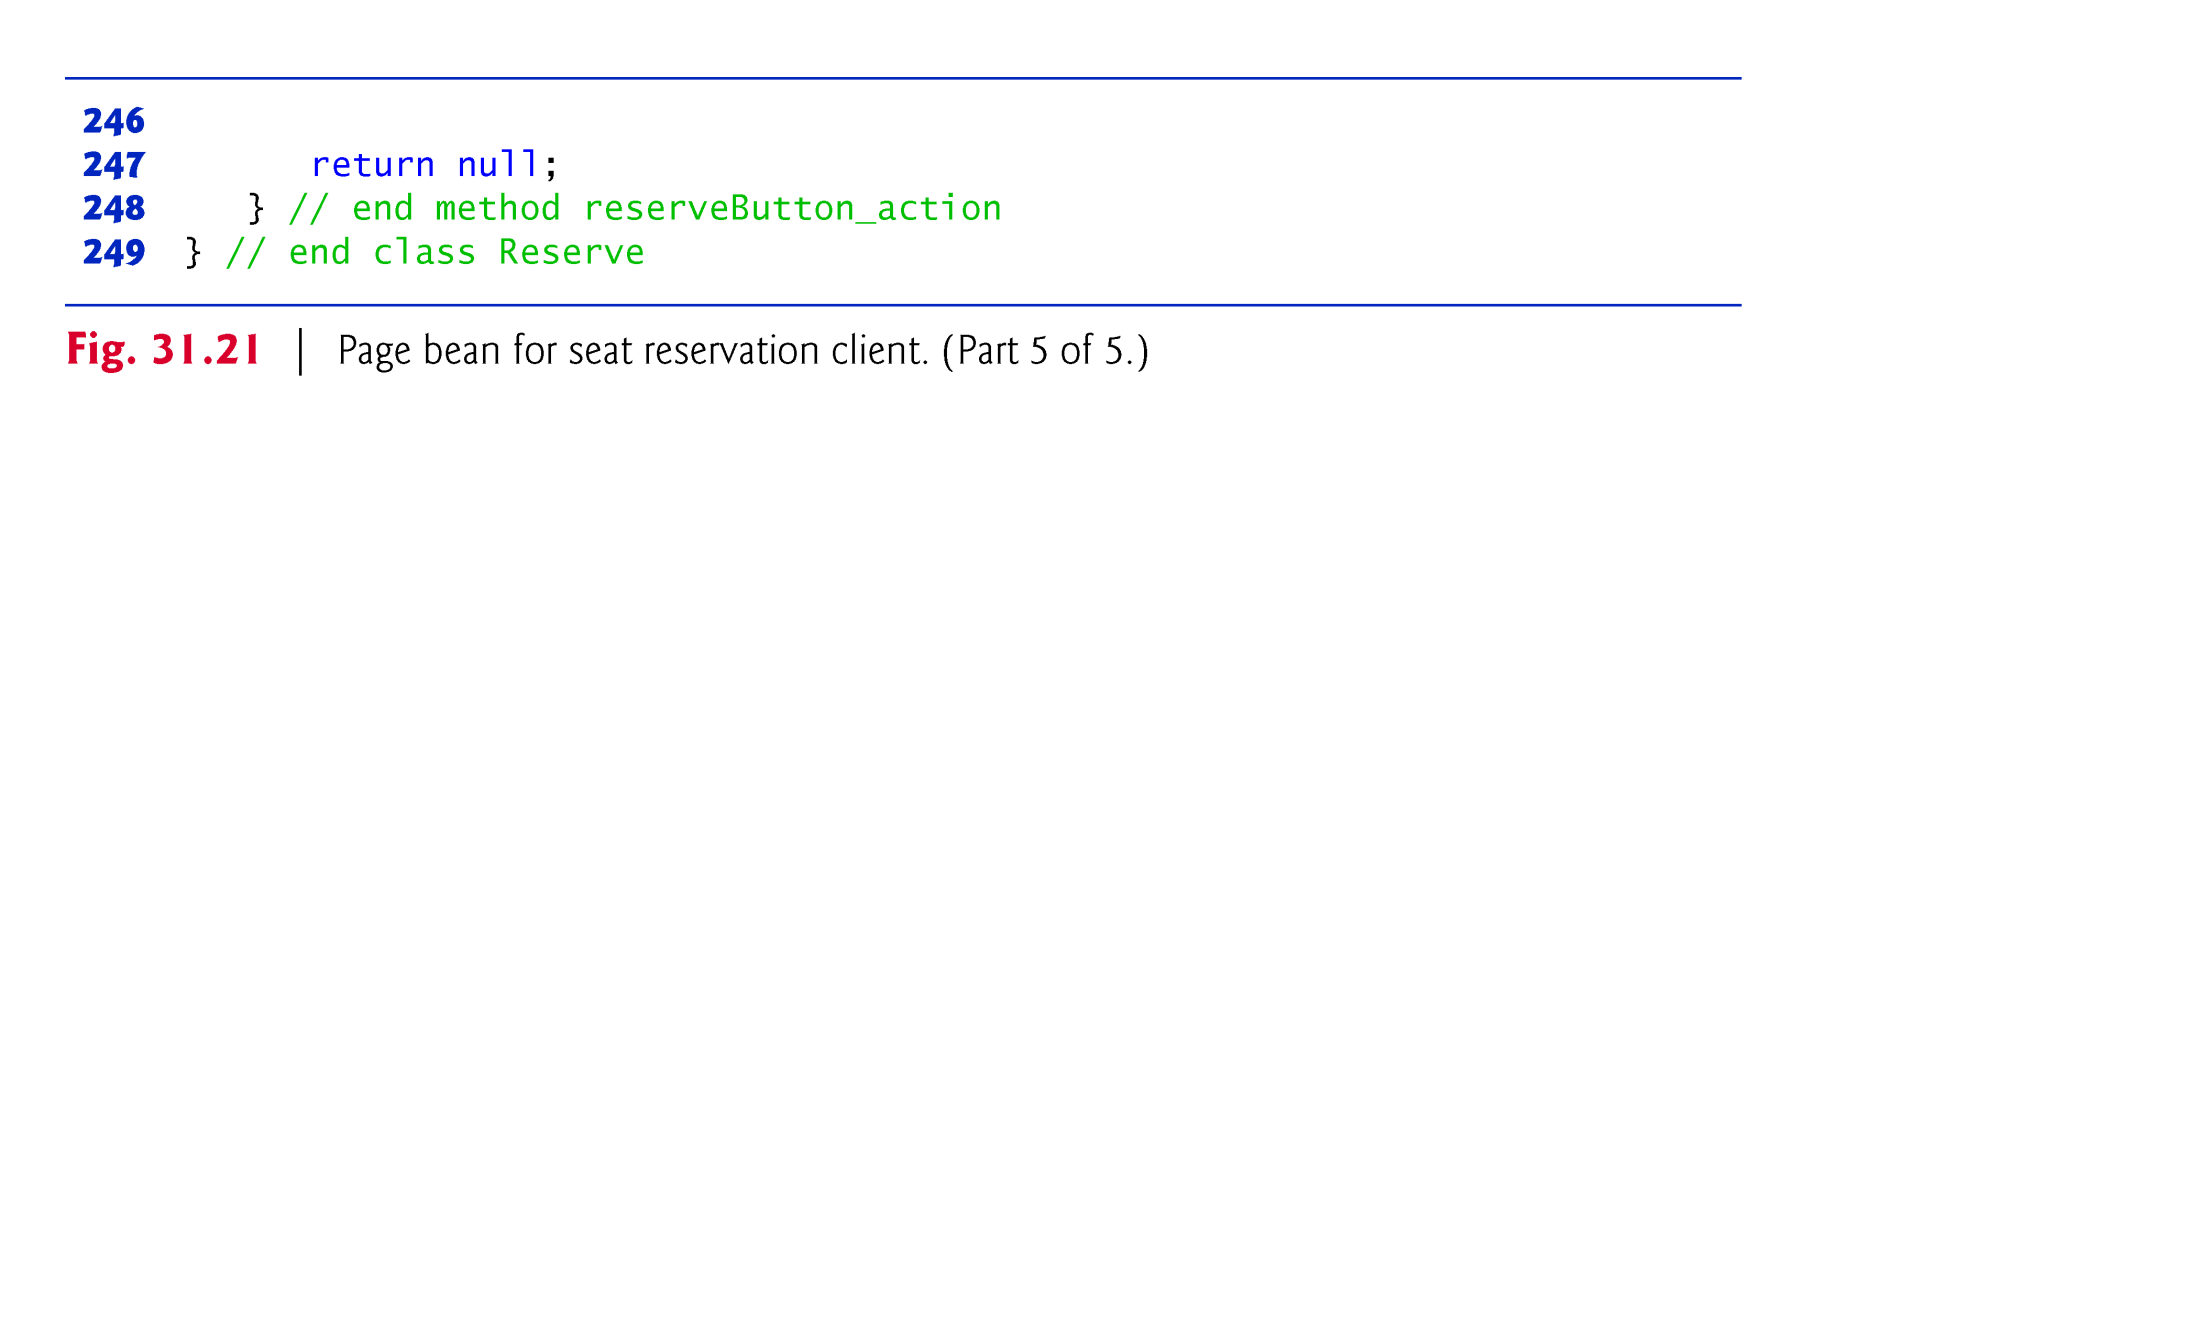 246
247        return null;
248     } // end method reserveButton_action
249  } // end class Reserve
Fig. 31.21 | Page bean for seat reservation client. (Part 5 of 5.)